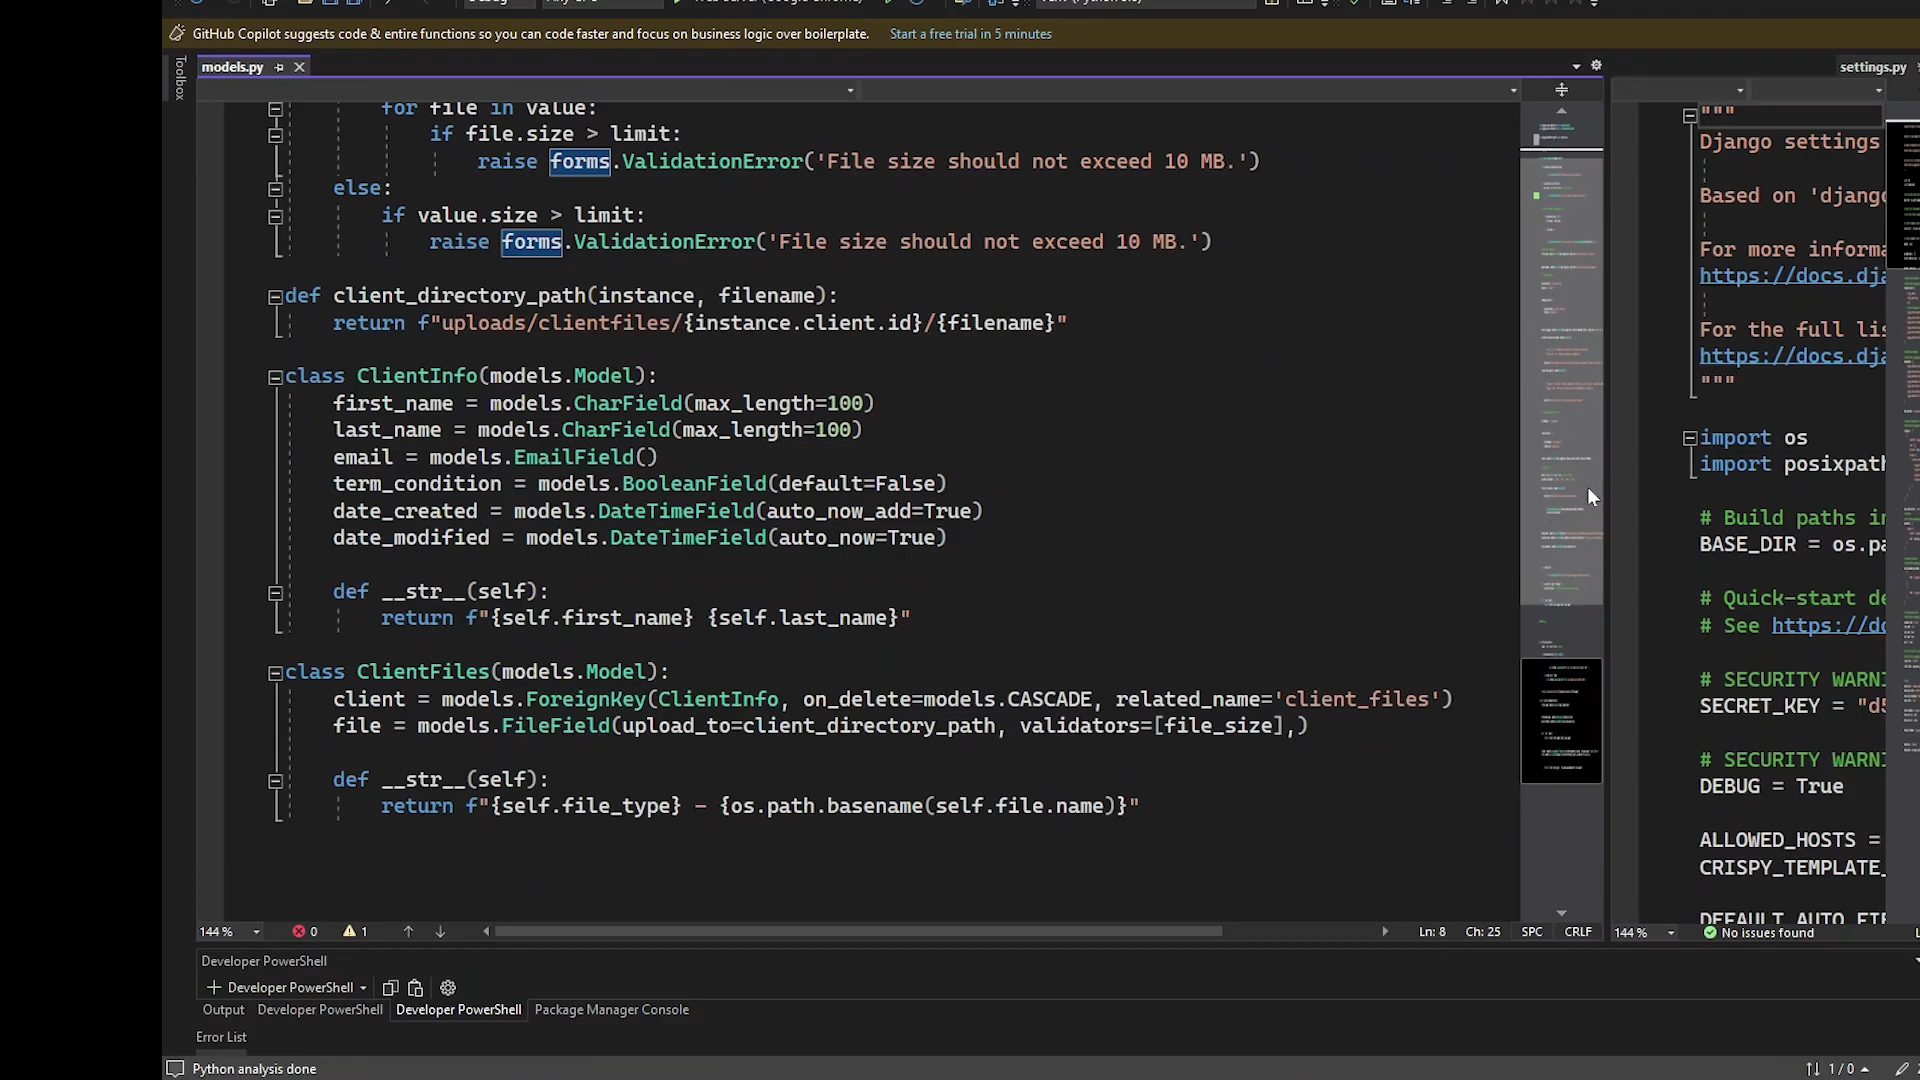 GitHub Copilot suggests code & entire functions so you can code faster and focus on business logic over boilerplate. Start a free trial in 5 minutes
Toolbox
models.py
for file in value:
if file.size > limit:
raise forms.ValidationError('File size should not exceed 10 MB.')
else:
if value.size > limit:
raise forms.ValidationError('File size should not exceed 10 MB.')
def client_directory_path(instance, filename):
return f"uploads/clientfiles/{instance.client.id}/{filename}"
class ClientInfo(models.Model):
first_name = models.CharField(max_length=100)
last_name = models.CharField(max_length=100)
email = models.EmailField()
term_condition = models.BooleanField(default=False)
date_created = models.DateTimeField(auto_now_add=True)
date_modified = models.DateTimeField(auto_now=True)
def __str__(self):
return f"{self.first_name} {self.last_name}"
class ClientFiles(models.Model):
client = models.ForeignKey(ClientInfo, on_delete=models.CASCADE, related_name='client_files')
file = models.FileField(upload_to=client_directory_path, validators=[file_size],)
def __str__(self):
return f"{self.file_type} - {os.path.basename(self.file.name)}"
144 % 0 1 Ln: 8 Ch: 25 SPC CRLF
settings.py
"""
Django settings
Based on 'django
For more informa
https://docs.dja
For the full lis
https://docs.dja
"""
import os
import posixpath
# Build paths in
BASE_DIR = os.pa
# Quick-start de
# See https://do
# SECURITY WARNI
SECRET_KEY = "d5
# SECURITY WARNI
DEBUG = True
ALLOWED_HOSTS =
CRISPY_TEMPLATE_
DEFAULT_AUTO_FIE
144 % No issues found
Developer PowerShell
+ Developer PowerShell
Output Developer PowerShell Developer PowerShell Package Manager Console
Error List
Python analysis done 1 / 0